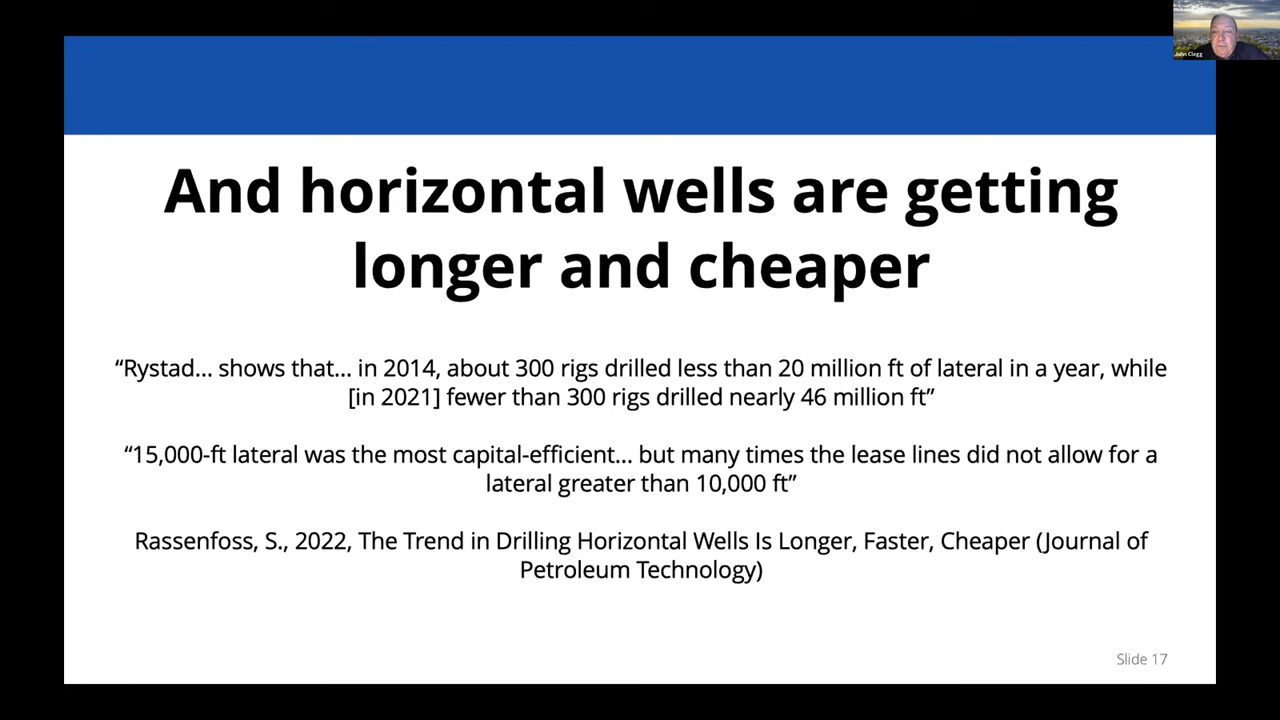 John Clegg
And horizontal wells are getting
longer and cheaper
“Rystad... shows that... in 2014, about 300 rigs drilled less than 20 million ft of lateral in a year, while
[in 2021] fewer than 300 rigs drilled nearly 46 million ft”
“15,000-ft lateral was the most capital-efficient... but many times the lease lines did not allow for a
lateral greater than 10,000 ft”
Rassenfoss, S., 2022, The Trend in Drilling Horizontal Wells Is Longer, Faster, Cheaper (Journal of
Petroleum Technology)
Slide 17